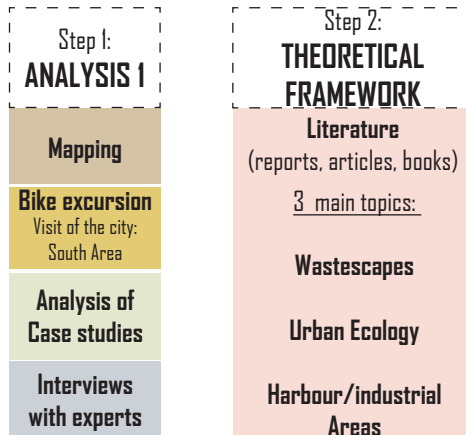 Step 1:
ANALYSIS 1
Mapping
Bike excursion
Visit of the city:
South Area
Analysis of
Case studies
Interviews
with experts
Step 2:
THEORETICAL
FRAMEWORK
Literature
(reports, articles, books)
3 main topics:
Wastescapes
Urban Ecology
Harbour/industrial
Areas